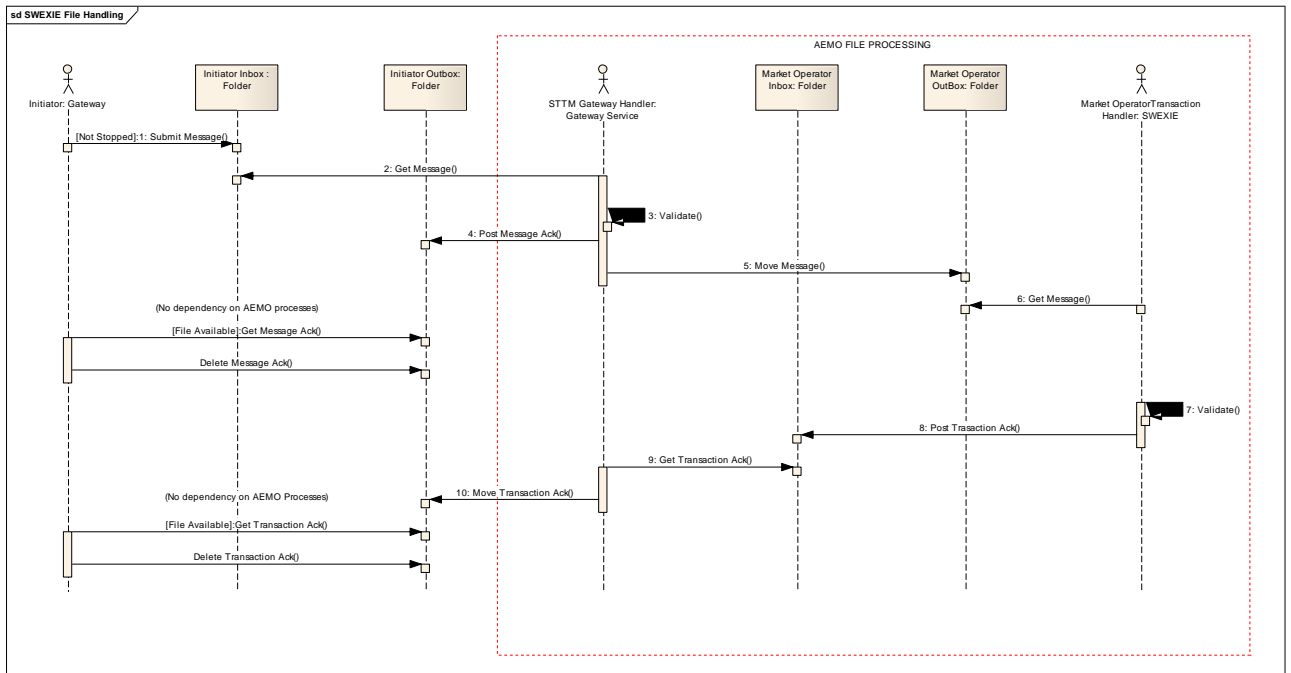 sd SWEXIE File Handling
AEMO FILE PROCESSING
Initiator: Gateway
Initiator Inbox :
Folder
Initiator Outbox:
Folder
STTM Gateway Handler:
Gateway Service
Market Operator
Inbox: Folder
Market Operator
OutBox: Folder
Market OperatorTransaction
Handler: SWEXIE
[Not Stopped]:1: Submit Message()
2: Get Message()
3: Validate()
4: Post Message Ack()
5: Move Message()
6: Get Message()
(No dependency on AEMO processes)
[File Available]:Get Message Ack()
Delete Message Ack()
7: Validate()
8: Post Trasaction Ack()
9: Get Transaction Ack()
10: Move Transaction Ack()
(No dependency on AEMO Processes)
[File Available]:Get Transaction Ack()
Delete Transaction Ack()